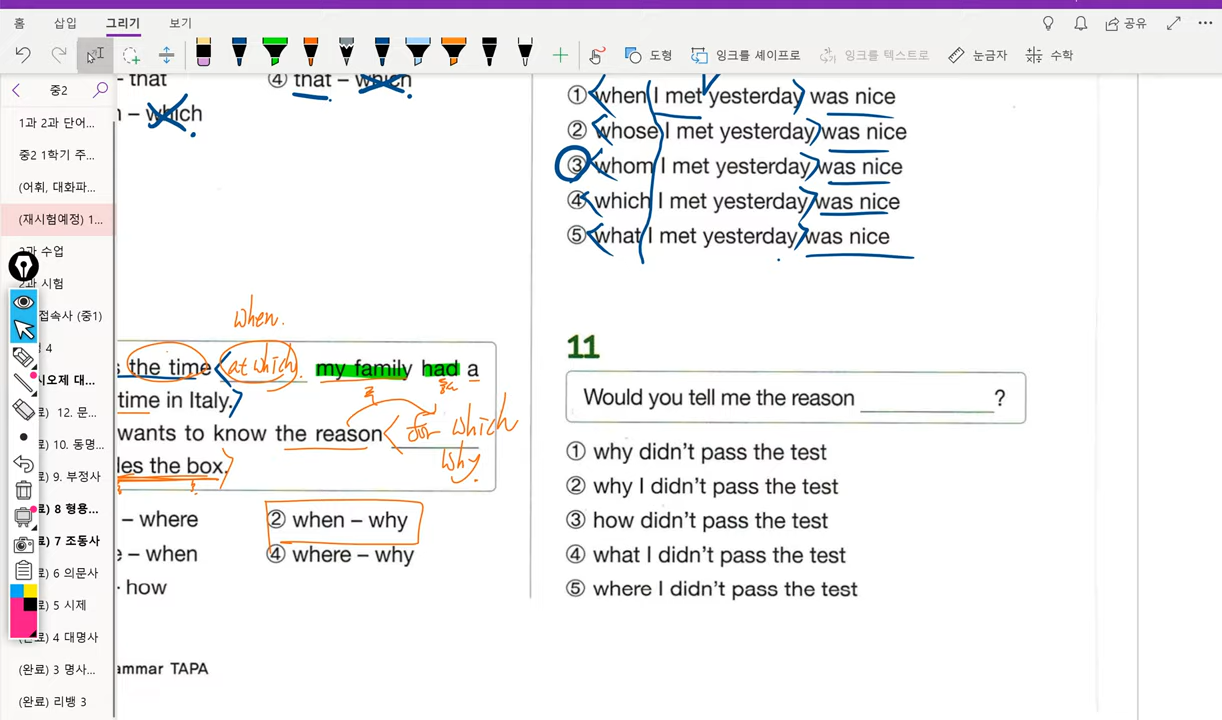 홈 삽입 그리기 보기
공유
도형 잉크를 셰이프로 잉크를 텍스트로 눈금자 수학
중2
1과 2과 단어...
중2 1학기 주...
(어휘, 대화파...
(재시험예정) 1...
2과 수업
2과 시험
접속사 (중1)
4
시오제 대...
료) 12. 문...
료) 10. 동명...
료) 9. 부정사
료) 8 형용...
료) 7 조동사
료) 6 의문사
료) 5 시제
(완료) 4 대명사
(완료) 3 명사...
(완료) 리뱅 3
- that ④ that – which
– which
when.
the time at which my family had a
주 동사
time in Italy.
wants to know the reason for which
why.
les the box.
– where ② when – why
– when ④ where – why
- how
ammar TAPA
① when I met yesterday was nice
② whose I met yesterday was nice
③ whom I met yesterday was nice
④ which I met yesterday was nice
⑤ what I met yesterday was nice
11
Would you tell me the reason ____________?
① why didn't pass the test
② why I didn't pass the test
③ how didn't pass the test
④ what I didn't pass the test
⑤ where I didn't pass the test